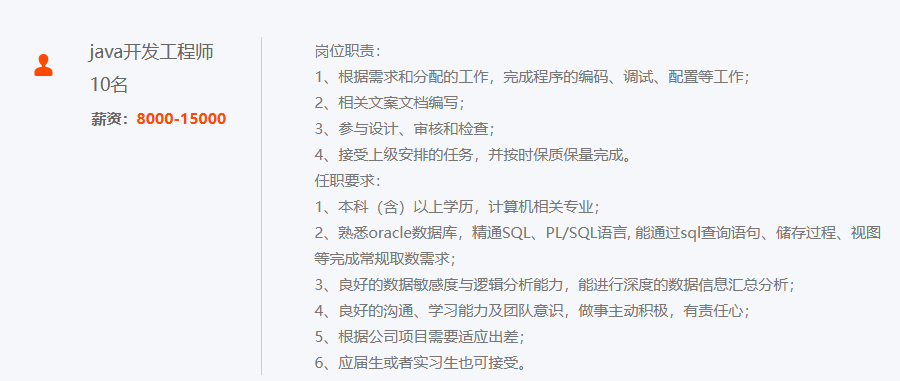 java开发工程师
10名
薪资：8000-15000
岗位职责：
1、根据需求和分配的工作，完成程序的编码、调试、配置等工作；
2、相关文案文档编写；
3、参与设计、审核和检查；
4、接受上级安排的任务，并按时保质保量完成。
任职要求：
1、本科（含）以上学历，计算机相关专业；
2、熟悉oracle数据库，精通SQL、PL/SQL语言, 能通过sql查询语句、储存过程、视图
等完成常规取数需求；
3、良好的数据敏感度与逻辑分析能力，能进行深度的数据信息汇总分析；
4、良好的沟通、学习能力及团队意识，做事主动积极，有责任心；
5、根据公司项目需要适应出差；
6、应届生或者实习生也可接受。